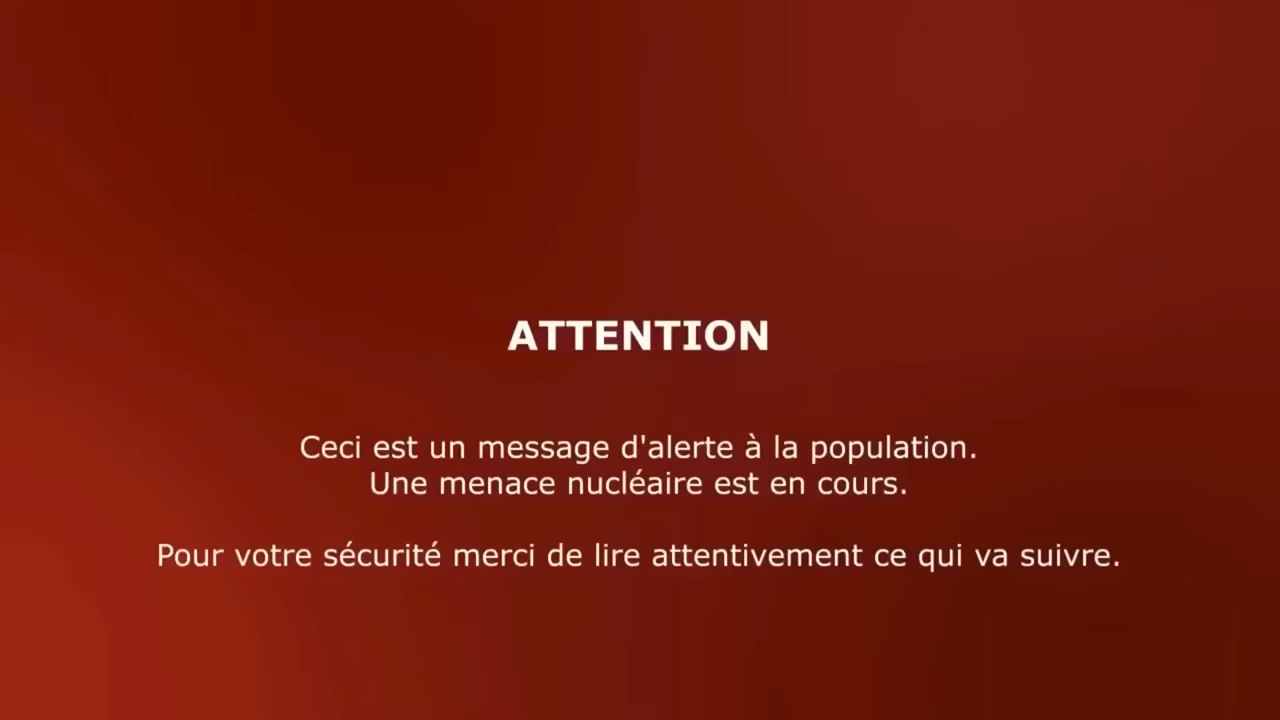 ATTENTION
Ceci est un message d'alerte à la population.
Une menace nucléaire est en cours.
Pour votre sécurité merci de lire attentivement ce qui va suivre.